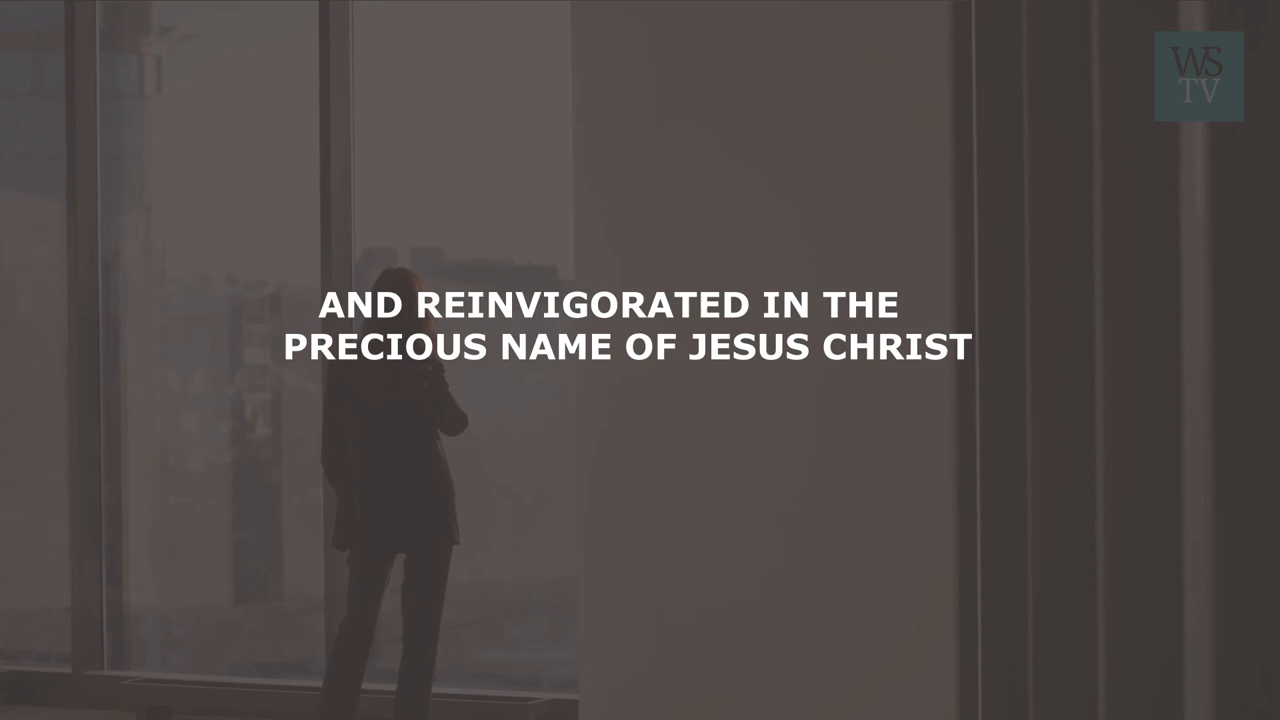 WS
TV
AND REINVIGORATED IN THE
PRECIOUS NAME OF JESUS CHRIST